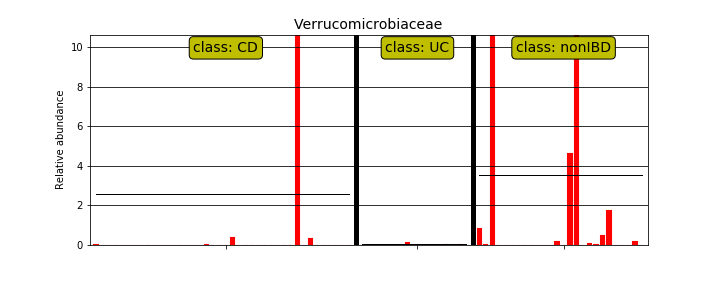 Verrucomicrobiaceae
class: CD
class: UC
class: nonIBD
Relative abundance
10
8
6
4
2
0